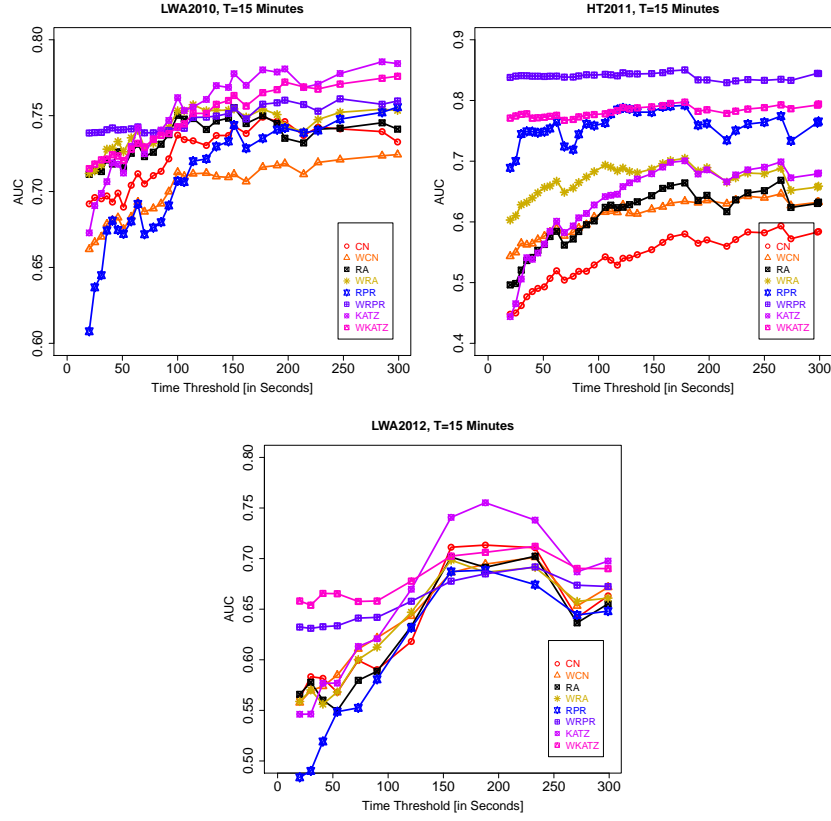 LWA2010, T=15 Minutes
AUC
0.80
0.75
0.70
0.65
0.60
CN
WCN
RA
WRA
RPR
WRPR
KATZ
WKATZ
0 50 100 150 200 250 300
Time Threshold [in Seconds]
HT2011, T=15 Minutes
AUC
0.9
0.8
0.7
0.6
0.5
0.4
CN
WCN
RA
WRA
RPR
WRPR
KATZ
WKATZ
0 50 100 150 200 250 300
Time Threshold [in Seconds]
LWA2012, T=15 Minutes
AUC
0.80
0.75
0.70
0.65
0.60
0.55
0.50
CN
WCN
RA
WRA
RPR
WRPR
KATZ
WKATZ
0 50 100 150 200 250 300
Time Threshold [in Seconds]